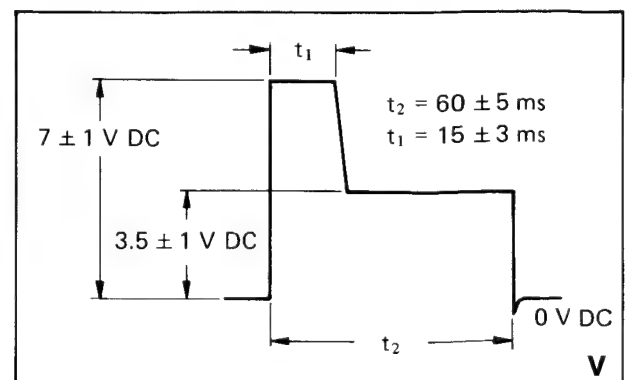 t₁
t₂ = 60 ± 5 ms
t₁ = 15 ± 3 ms
7 ± 1 V DC
3.5 ± 1 V DC
0 V DC
t₂
V